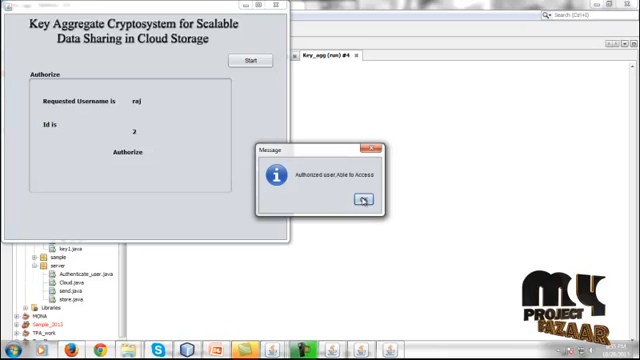 Search (Ctrl+I)
Key Aggregate Cryptosystem for Scalable
Data Sharing in Cloud Storage
Start
Key_agg (run) #4
Authorize
Requested Username is raj
Id is
2
Authorize
Message
Authorized user,Able to Access
key1.java
sample
server
Authenticate_user.java
Cloud.java
send.java
store.java
Libraries
MONA
Sample_2013
TPA_work
MY
PROJECT
BAZAAR